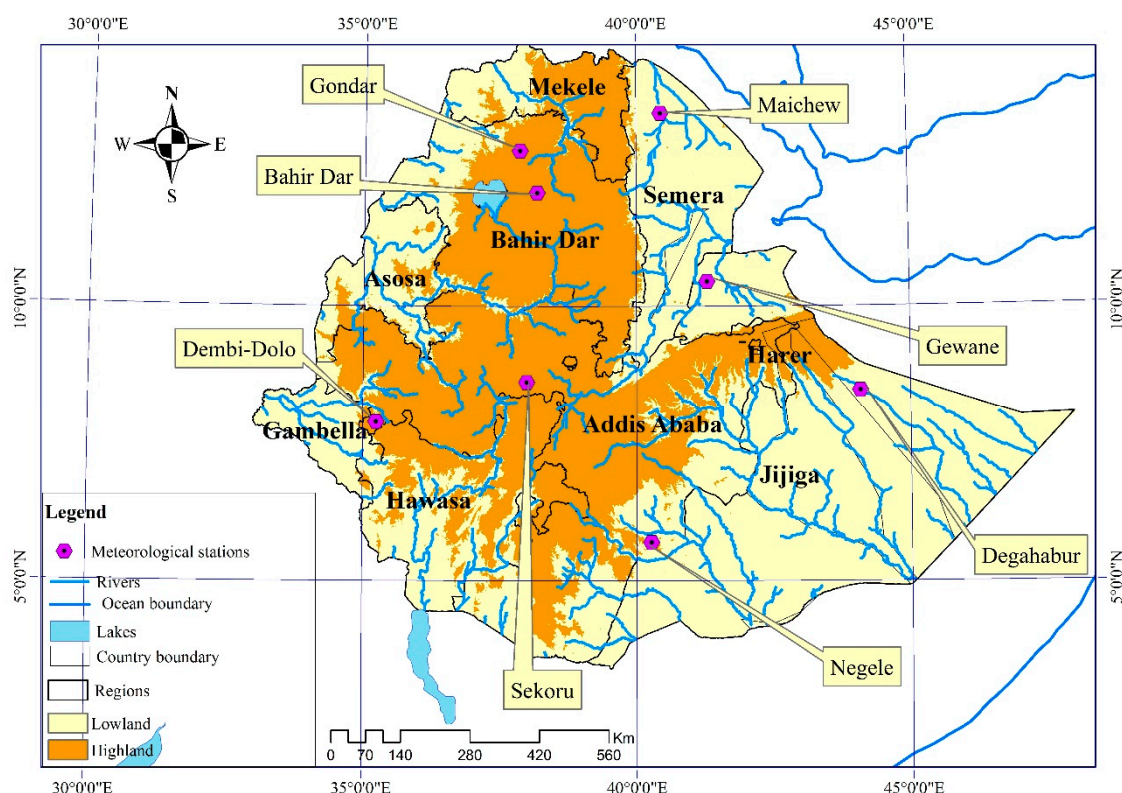 30°0'0"E 35°0'0"E 40°0'0"E 45°0'0"E
N
W E
S
Gondar
Mekele
Maichew
Bahir Dar
Semera
Bahir Dar
Asosa
10°0'0"N
10°0'0"N
Dembi-Dolo
Harer
Gewane
Gambella
Addis Ababa
Jijiga
Hawasa
Legend
Meteorological stations
Rivers
Ocean boundary
Lakes
Country boundary
Regions
Lowland
Highland
Degahabur
5°0'0"N
5°0'0"N
Negele
Sekoru
Km
0 70 140 280 420 560
30°0'0"E 35°0'0"E 40°0'0"E 45°0'0"E